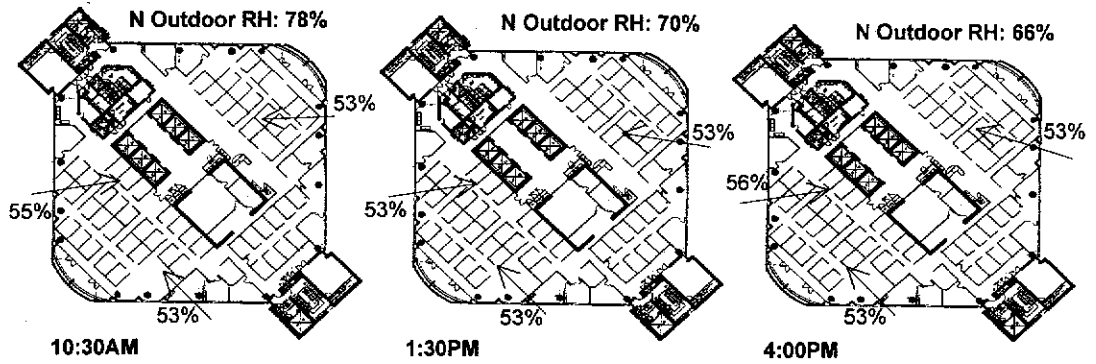 N Outdoor RH: 78%
53%
55%
53%
10:30AM
N Outdoor RH: 70%
53%
53%
53%
1:30PM
N Outdoor RH: 66%
53%
56%
53%
4:00PM